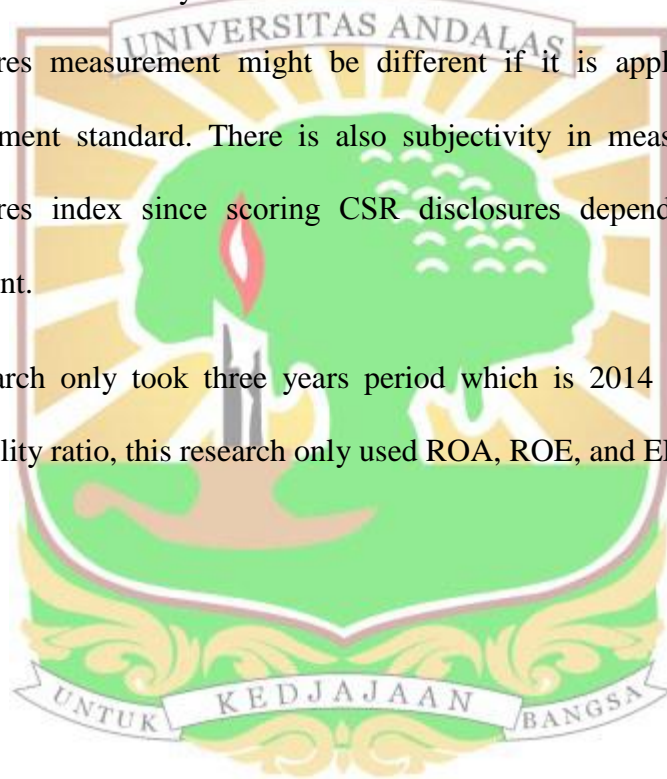 UNIVERSITAS ANDALAS
res measurement might be different if it is appl
ment standard. There is also subjectivity in meas
res index since scoring CSR disclosures depend
nt.
arch only took three years period which is 2014
lity ratio, this research only used ROA, ROE, and
UNTUK KEDJAJAAN BANGSA